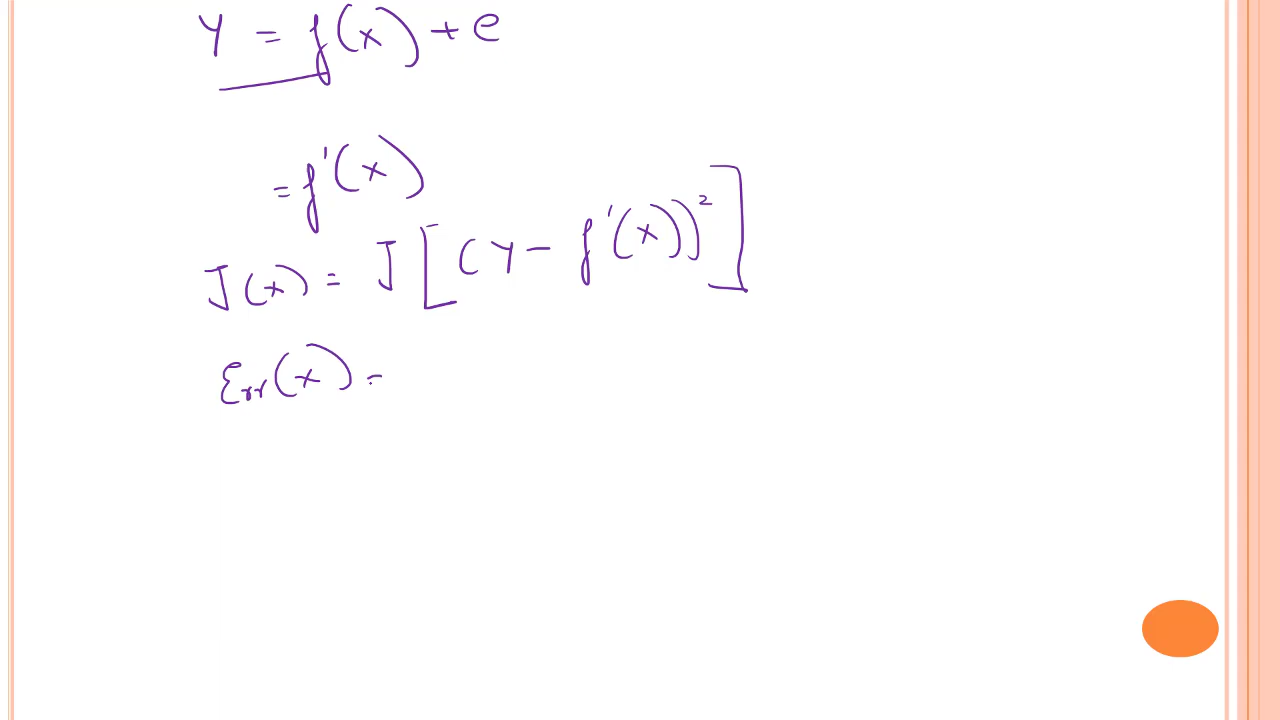 Y = f(x) + e
= f'(x)
J(x) = J[(Y - f'(x))²]
Err(x) =